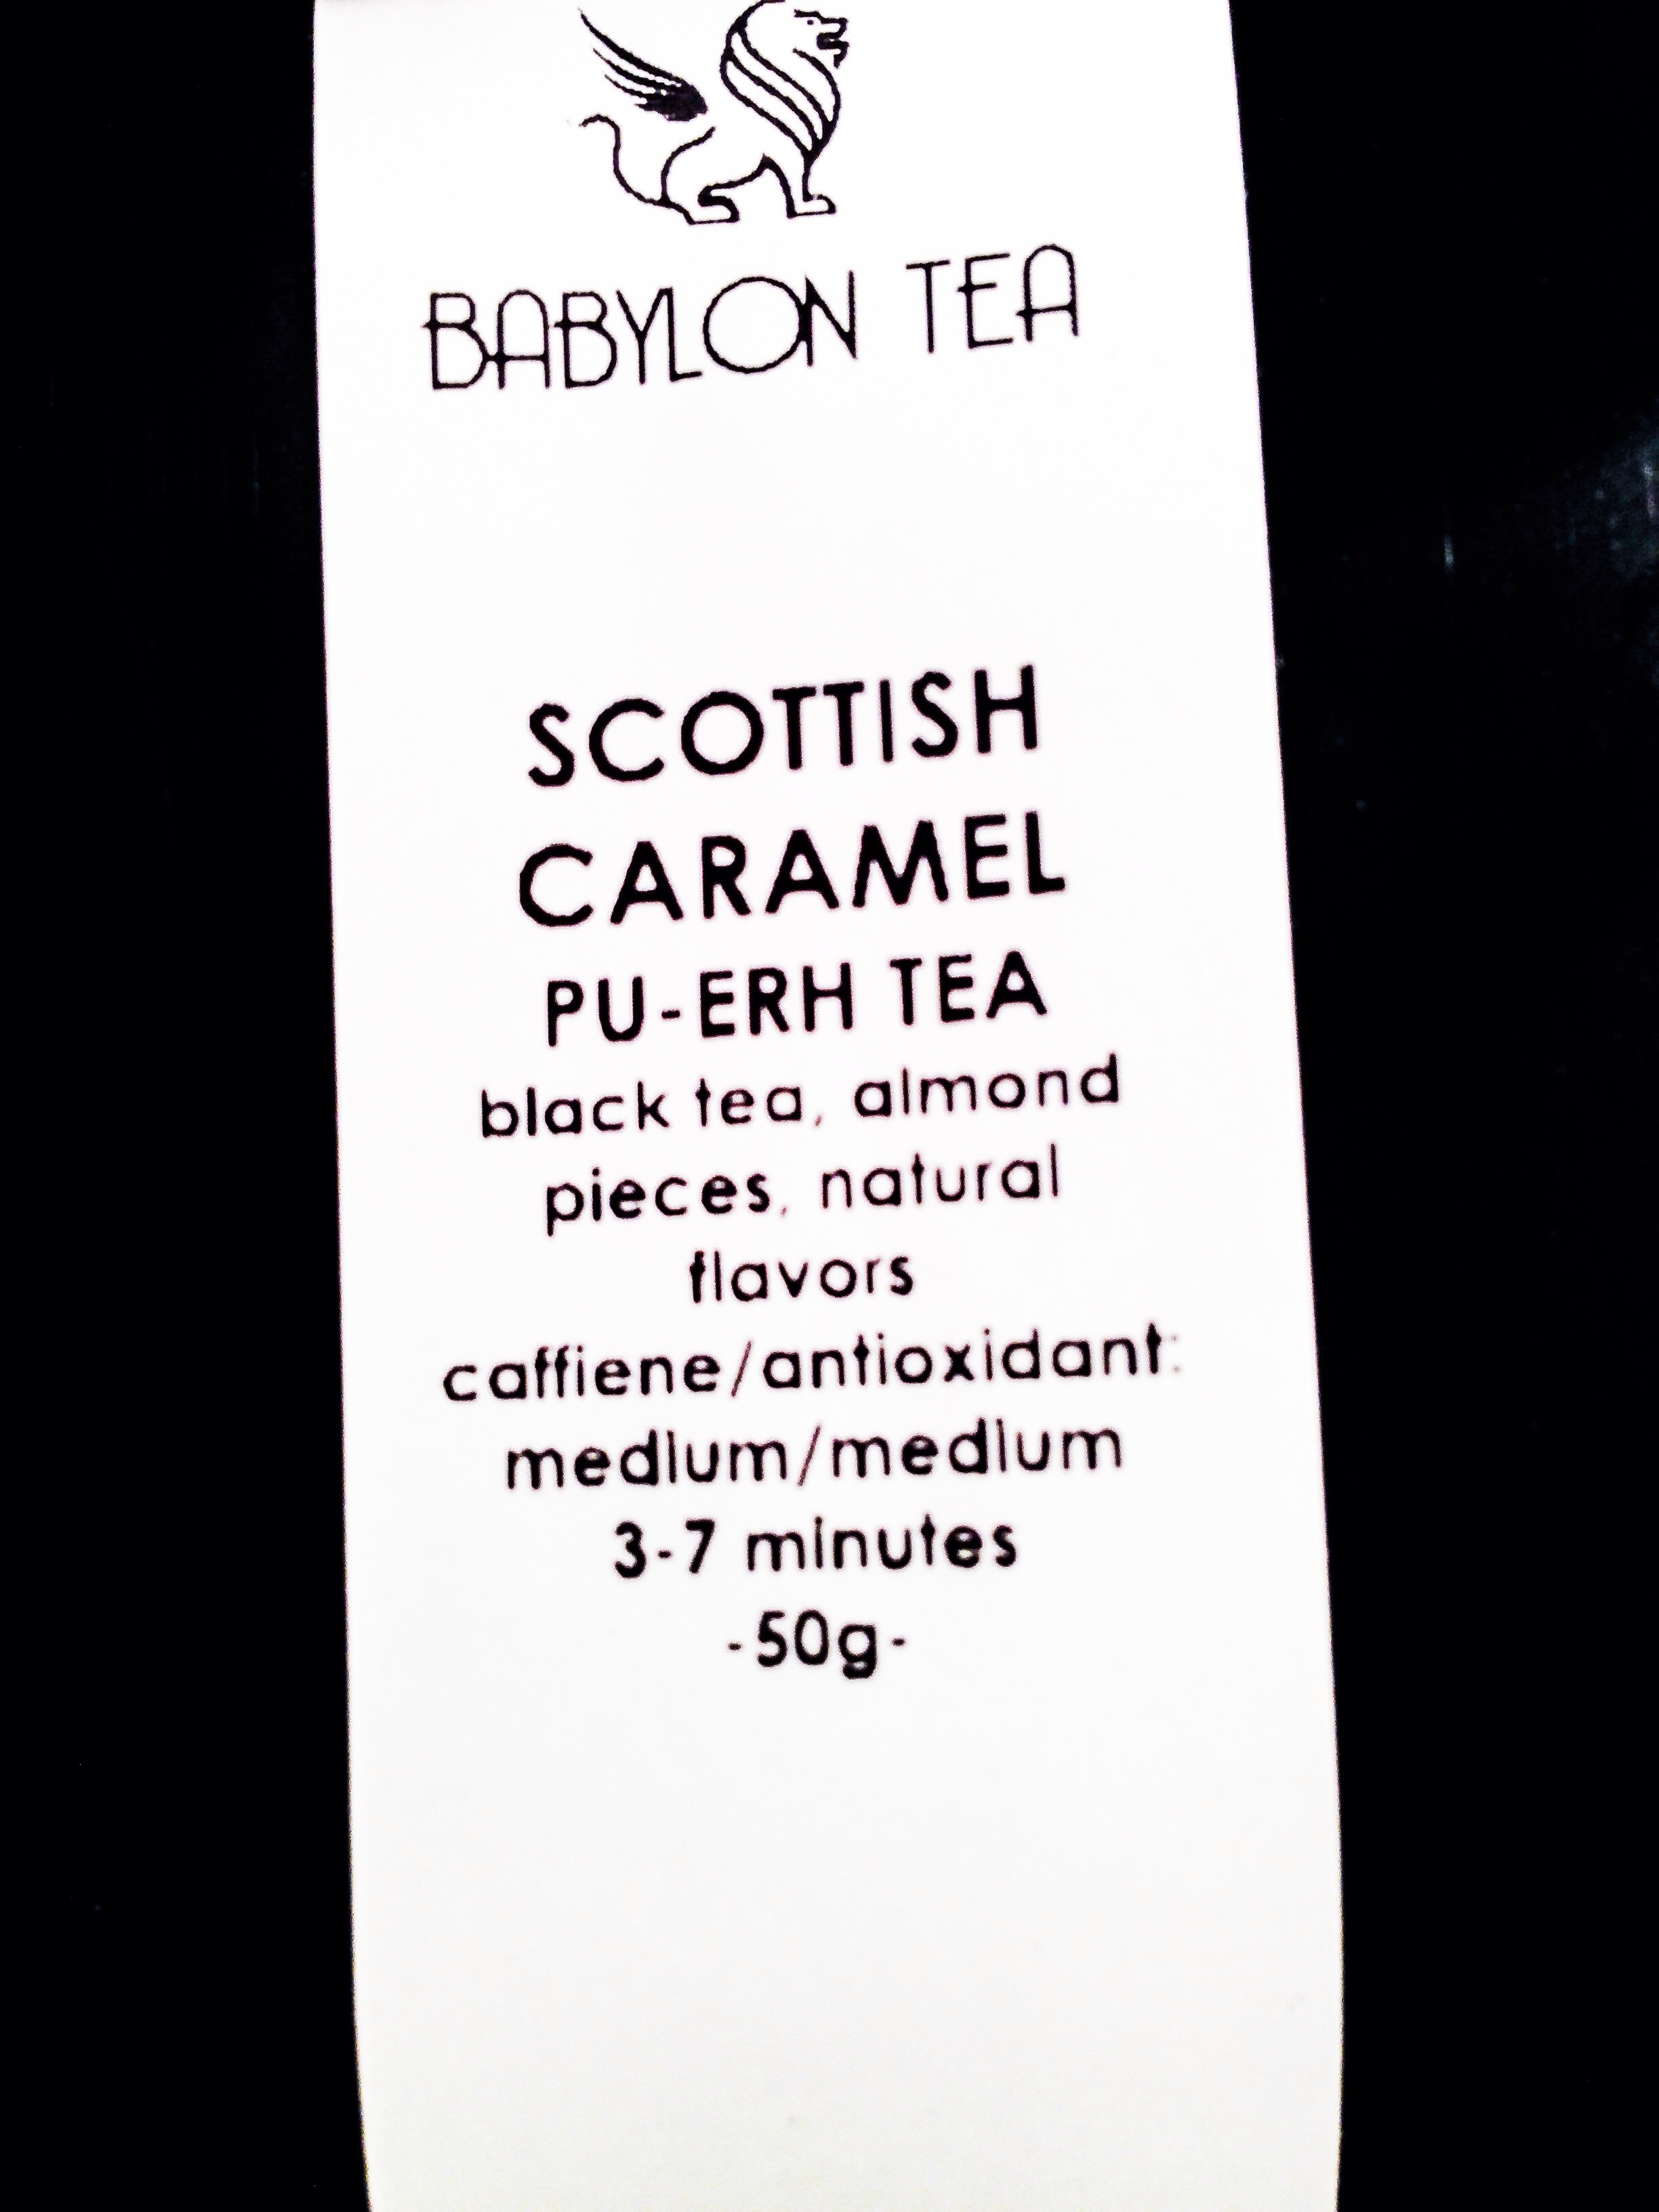 BABYLON TEA
SCOTTISH
CARAMEL
PU-ERH TEA
black tea, almond
pieces, natural
flavors
caffiene/antioxidant:
medium/medium
3-7 minutes
-50g-